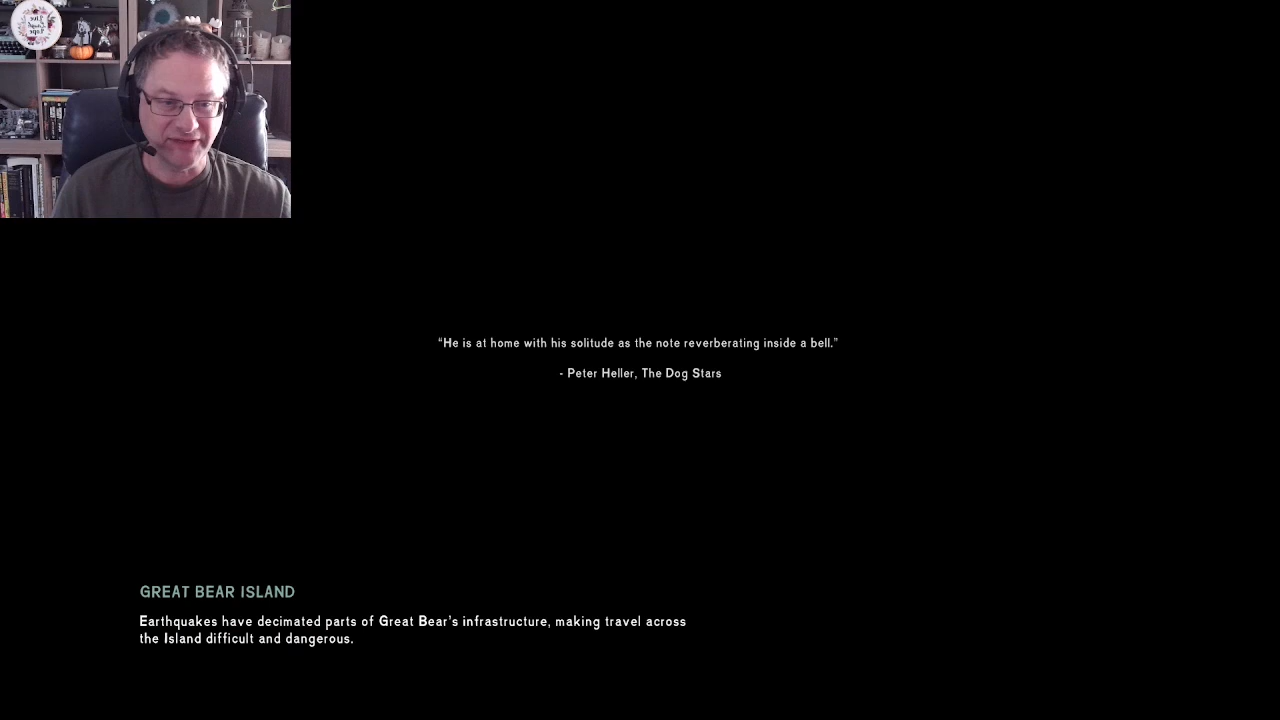 “He is at home with his solitude as the note reverberating inside a bell.”
- Peter Heller, The Dog Stars
GREAT BEAR ISLAND
Earthquakes have decimated parts of Great Bear's infrastructure, making travel across
the Island difficult and dangerous.